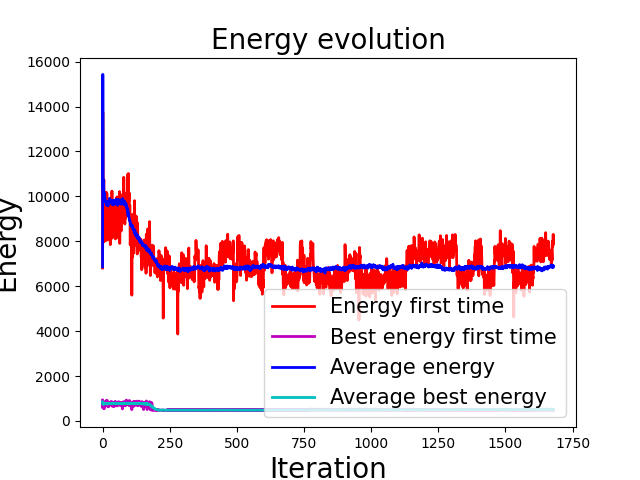 Energy evolution
Energy
16000
14000
12000
10000
8000
6000
4000
2000
0
Energy first time
Best energy first time
Average energy
Average best energy
0 250 500 750 1000 1250 1500 1750
Iteration